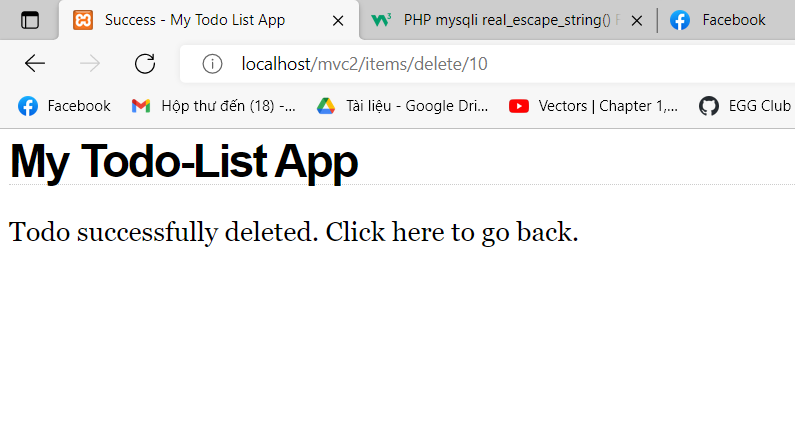 Success - My Todo List App
PHP mysqli real_escape_string() F
Facebook
localhost/mvc2/items/delete/10
Facebook
Hộp thư đến (18) -...
Tài liệu - Google Dri...
Vectors | Chapter 1,...
EGG Club
My Todo-List App
Todo successfully deleted. Click here to go back.